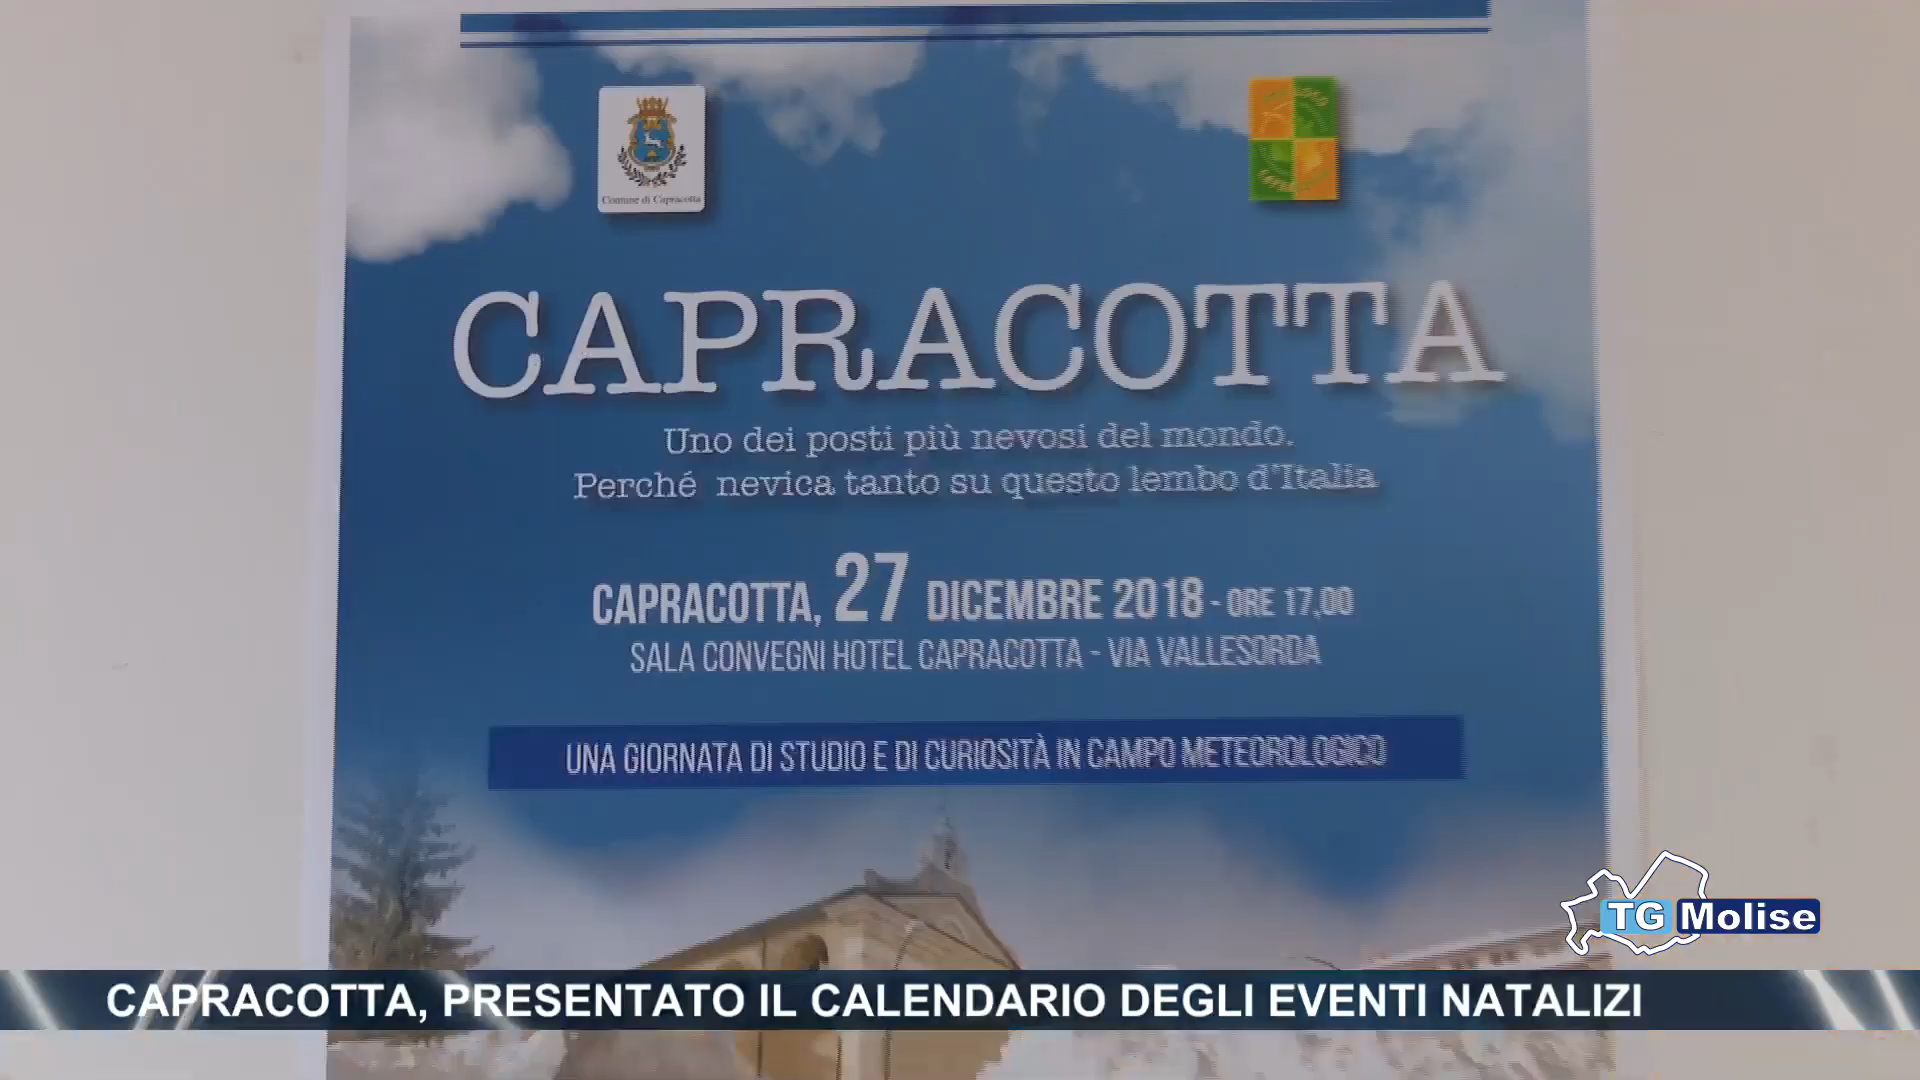 Comune di Capracotta
CAPRACOTTA
Uno dei posti più nevosi del mondo.
Perché nevica tanto su questo lembo d'Italia
CAPRACOTTA, 27 DICEMBRE 2018 - ORE 17,00
SALA CONVEGNI HOTEL CAPRACOTTA - VIA VALLESORDA
UNA GIORNATA DI STUDIO E DI CURIOSITÀ IN CAMPO METEOROLOGICO
TG Molise
CAPRACOTTA, PRESENTATO IL CALENDARIO DEGLI EVENTI NATALIZI